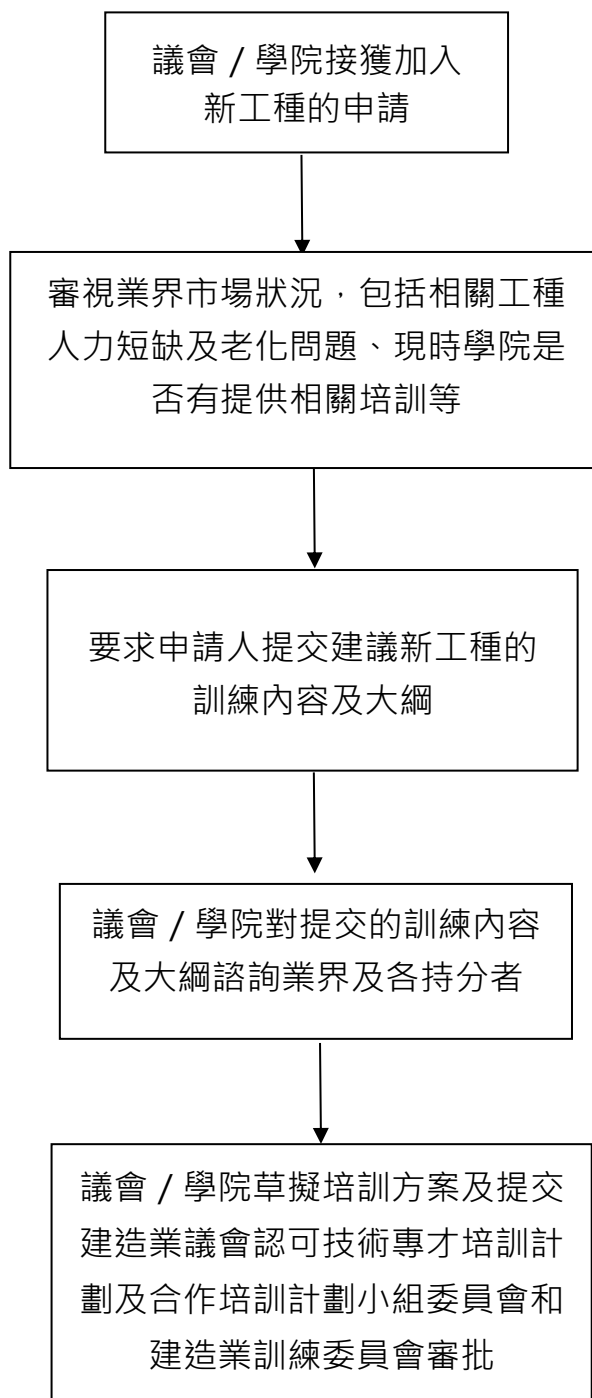 議會 / 學院接獲加入
新工種的申請
審視業界市場狀況，包括相關工種
人力短缺及老化問題、現時學院是
否有提供相關培訓等
要求申請人提交建議新工種的
訓練內容及大綱
議會 / 學院對提交的訓練內容
及大綱諮詢業界及各持分者
議會 / 學院草擬培訓方案及提交
建造業議會認可技術專才培訓計
劃及合作培訓計劃小組委員會和
建造業訓練委員會審批